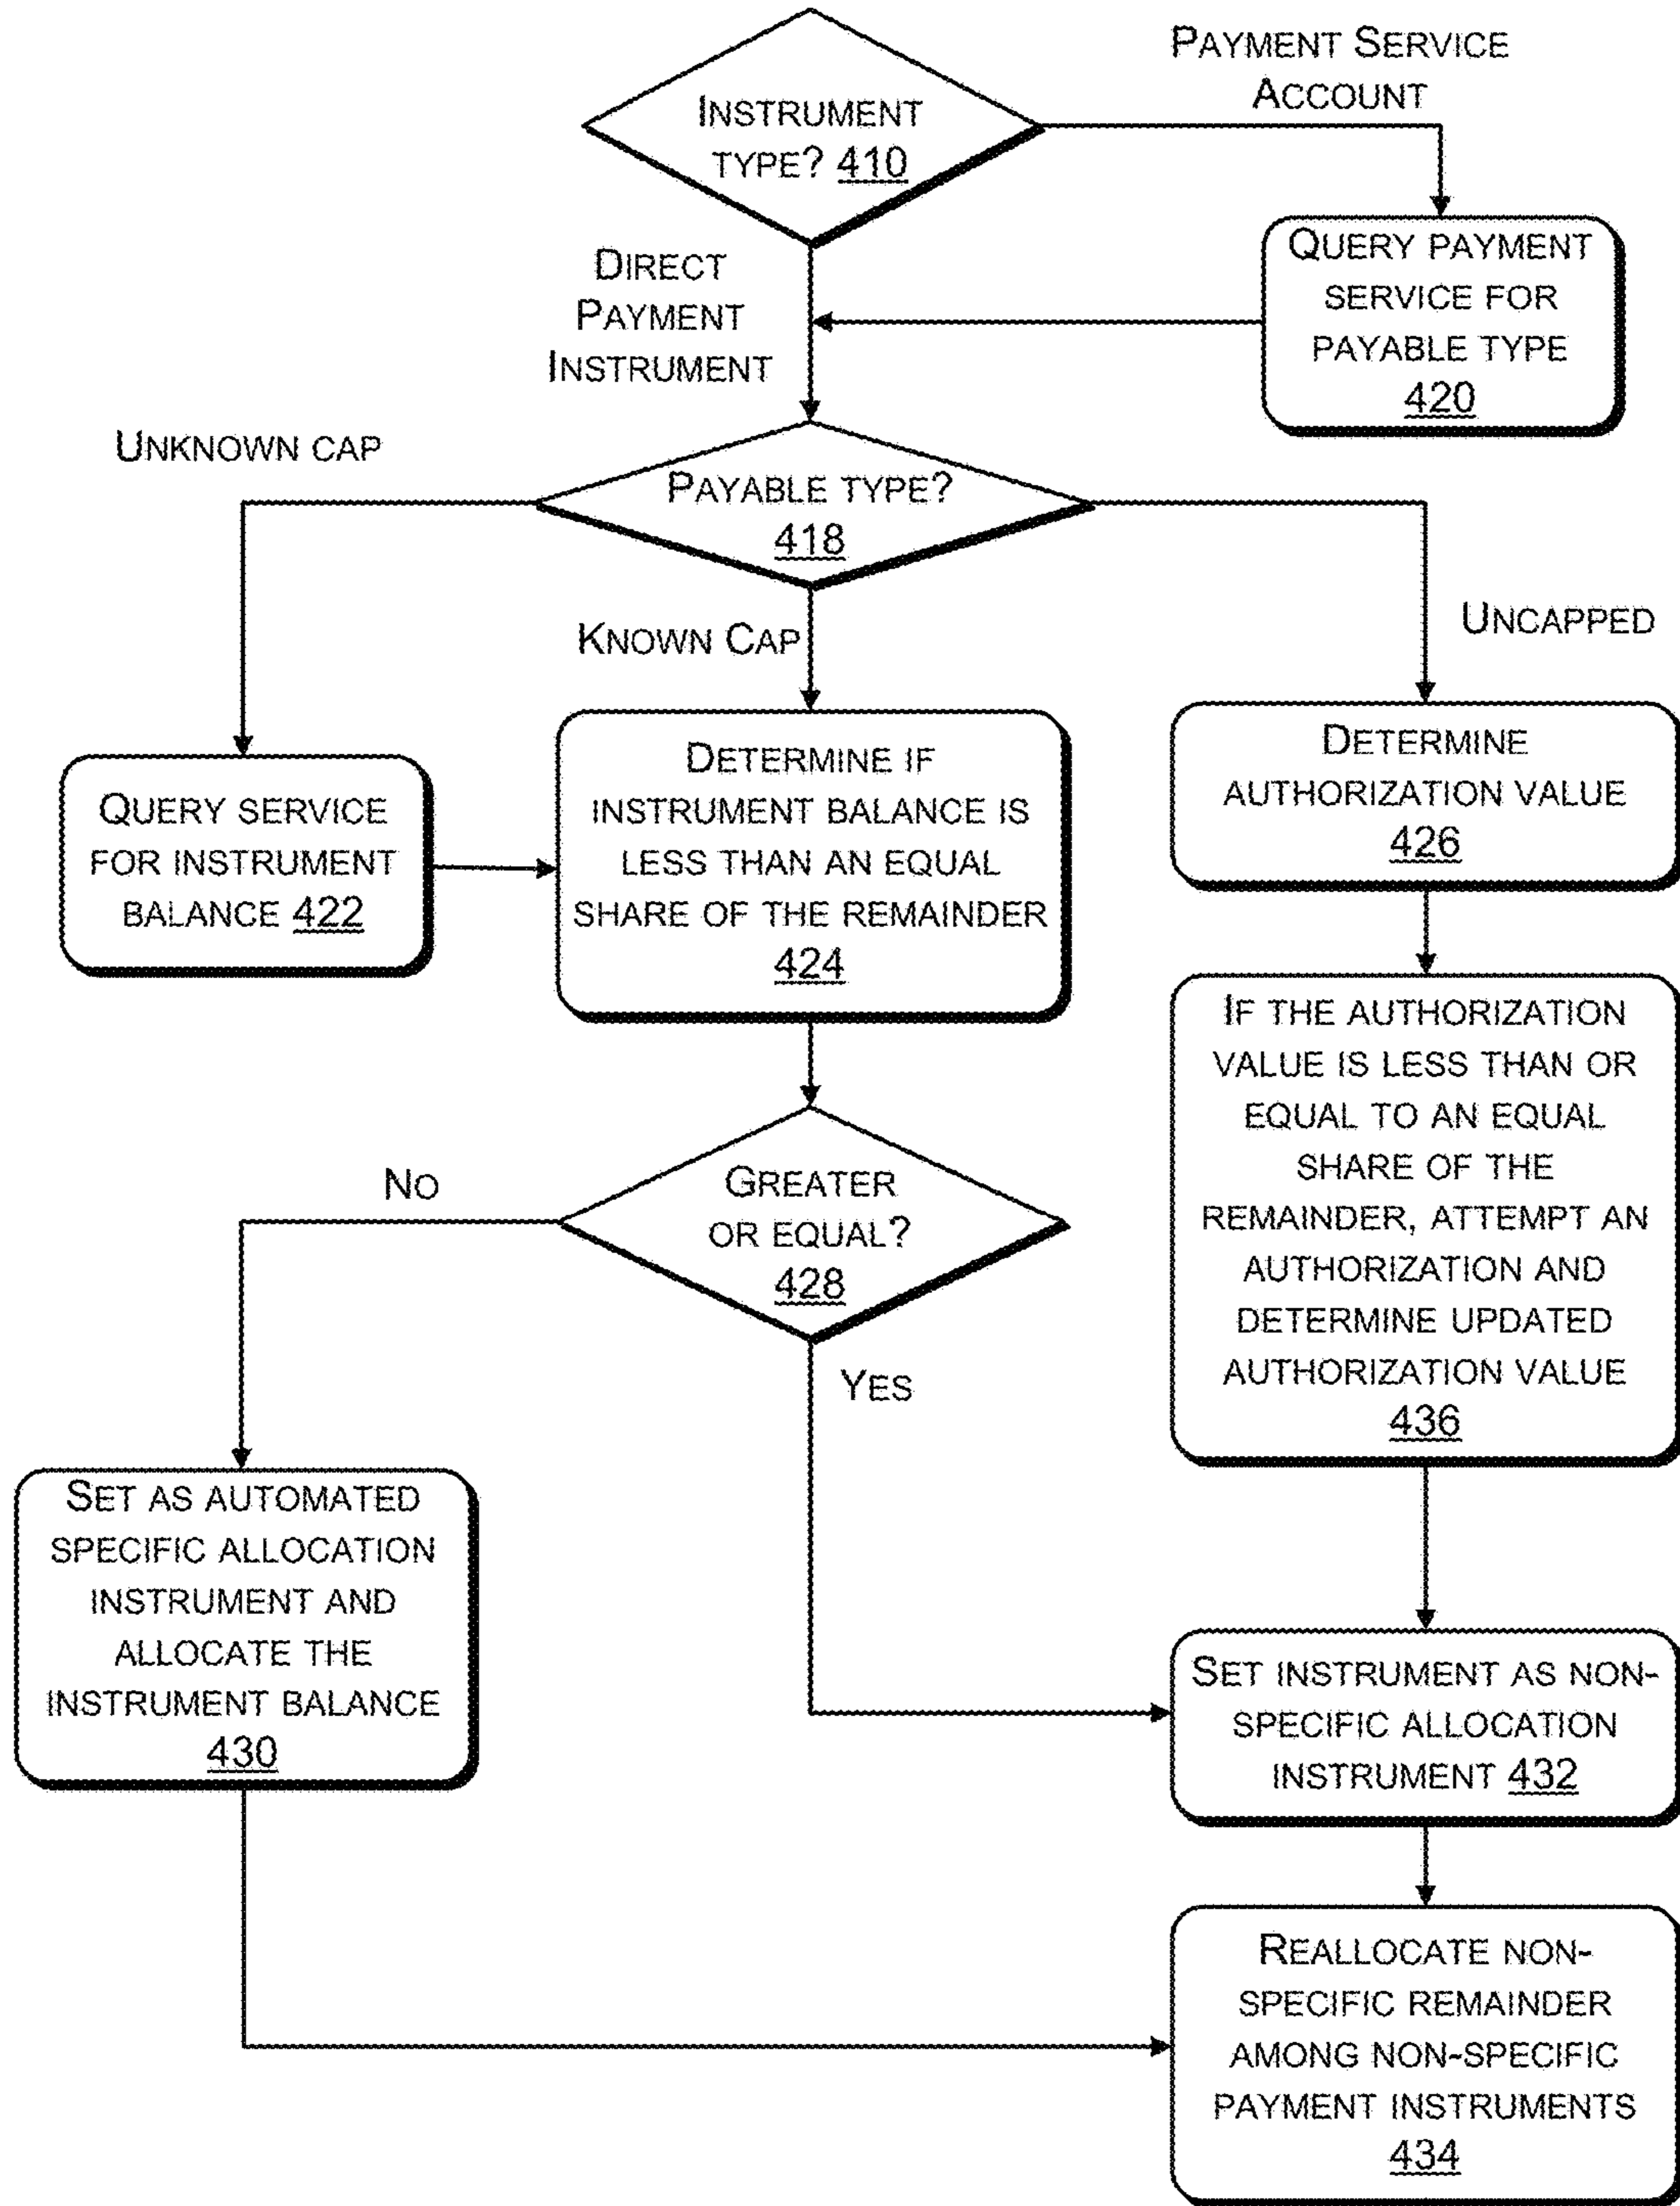 PAYMENT SERVICE
ACCOUNT
INSTRUMENT
TYPE? 410
DIRECT
PAYMENT
INSTRUMENT
QUERY PAYMENT
SERVICE FOR
PAYABLE TYPE
420
UNKNOWN CAP
PAYABLE TYPE?
418
KNOWN CAP
UNCAPPED
QUERY SERVICE
FOR INSTRUMENT
BALANCE 422
DETERMINE IF
INSTRUMENT BALANCE IS
LESS THAN AN EQUAL
SHARE OF THE REMAINDER
424
DETERMINE
AUTHORIZATION VALUE
426
IF THE AUTHORIZATION
VALUE IS LESS THAN OR
EQUAL TO AN EQUAL
SHARE OF THE
REMAINDER, ATTEMPT AN
AUTHORIZATION AND
DETERMINE UPDATED
AUTHORIZATION VALUE
436
NO
GREATER
OR EQUAL?
428
YES
SET AS AUTOMATED
SPECIFIC ALLOCATION
INSTRUMENT AND
ALLOCATE THE
INSTRUMENT BALANCE
430
SET INSTRUMENT AS NON-
SPECIFIC ALLOCATION
INSTRUMENT 432
REALLOCATE NON-
SPECIFIC REMAINDER
AMONG NON-SPECIFIC
PAYMENT INSTRUMENTS
434